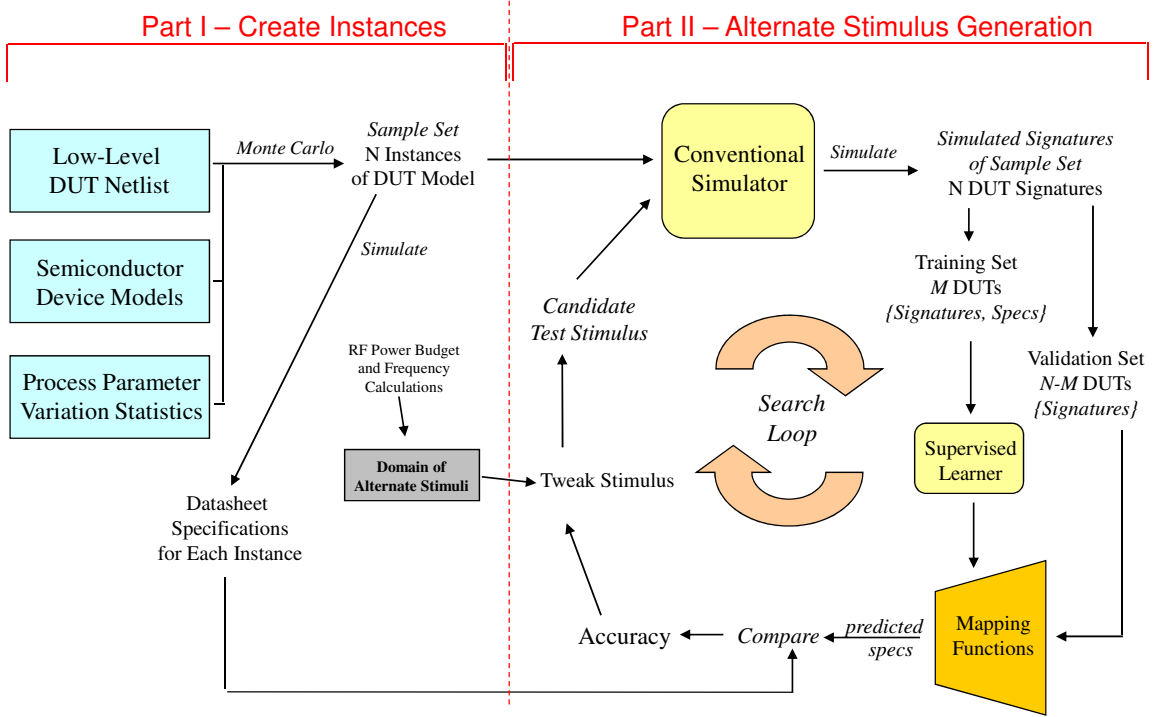 Part I – Create Instances
Part II – Alternate Stimulus Generation
Low-Level
DUT Netlist
Monte Carlo
Sample Set
N Instances
of DUT Model
Conventional
Simulator
Simulate
Simulated Signatures
of Sample Set
N DUT Signatures
Semiconductor
Device Models
Simulate
Candidate
Test Stimulus
Training Set
M DUTs
{Signatures, Specs}
Process Parameter
Variation Statistics
RF Power Budget
and Frequency
Calculations
Search
Loop
Validation Set
N-M DUTs
{Signatures}
Domain of
Alternate Stimuli
Tweak Stimulus
Supervised
Learner
Datasheet
Specifications
for Each Instance
Accuracy
Compare
predicted
specs
Mapping
Functions